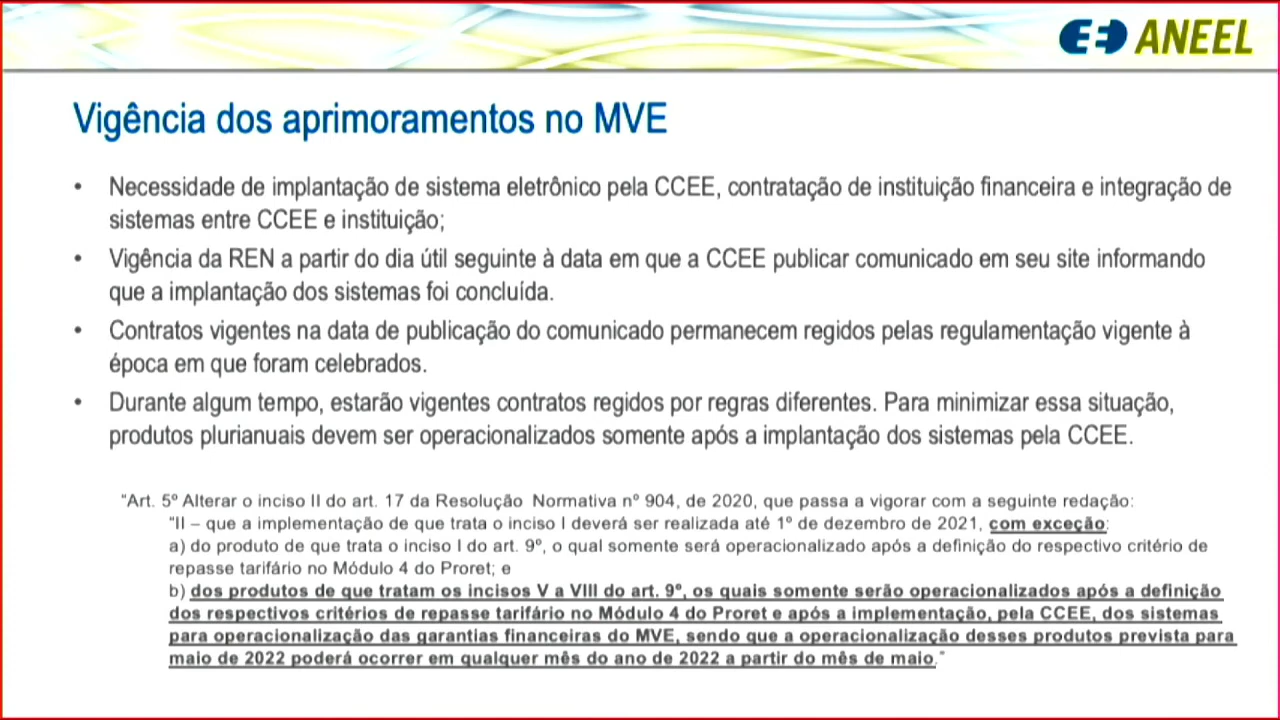 ANEEL
Vigência dos aprimoramentos no MVE
• Necessidade de implantação de sistema eletrônico pela CCEE, contratação de instituição financeira e integração de
sistemas entre CCEE e instituição;
• Vigência da REN a partir do dia útil seguinte à data em que a CCEE publicar comunicado em seu site informando
que a implantação dos sistemas foi concluída.
• Contratos vigentes na data de publicação do comunicado permanecem regidos pelas regulamentação vigente à
época em que foram celebrados.
• Durante algum tempo, estarão vigentes contratos regidos por regras diferentes. Para minimizar essa situação,
produtos plurianuais devem ser operacionalizados somente após a implantação dos sistemas pela CCEE.
“Art. 5º Alterar o inciso II do art. 17 da Resolução Normativa nº 904, de 2020, que passa a vigorar com a seguinte redação:
“II – que a implementação de que trata o inciso I deverá ser realizada até 1º de dezembro de 2021, com exceção:
a) do produto de que trata o inciso I do art. 9º, o qual somente será operacionalizado após a definição do respectivo critério de
repasse tarifário no Módulo 4 do Proret; e
b) dos produtos de que tratam os incisos V a VIII do art. 9º, os quais somente serão operacionalizados após a definição
dos respectivos critérios de repasse tarifário no Módulo 4 do Proret e após a implementação, pela CCEE, dos sistemas
para operacionalização das garantias financeiras do MVE, sendo que a operacionalização desses produtos prevista para
maio de 2022 poderá ocorrer em qualquer mês do ano de 2022 a partir do mês de maio.”